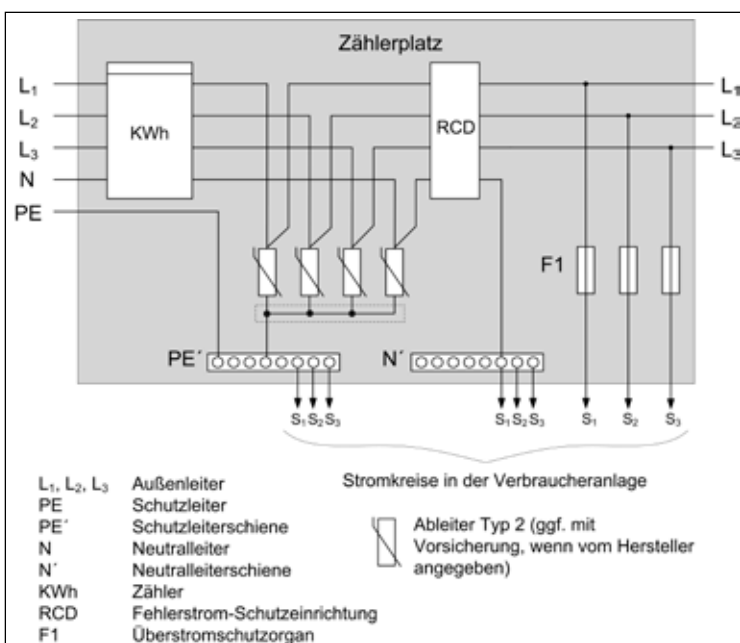 Zählerplatz
L₁ L₁
L₂ L₂
L₃ L₃
N
PE
KWh
RCD
F1
PE´ N´
S₁ S₂ S₃ S₁ S₂ S₃ S₁ S₂ S₃
Stromkreise in der Verbraucheranlage
L₁, L₂, L₃ Außenleiter
PE Schutzleiter
PE´ Schutzleiterschiene
N Neutralleiter
N´ Neutralleiterschiene
KWh Zähler
RCD Fehlerstrom-Schutzeinrichtung
F1 Überstromschutzorgan
Ableiter Typ 2 (ggf. mit
Vorsicherung, wenn vom Hersteller
angegeben)